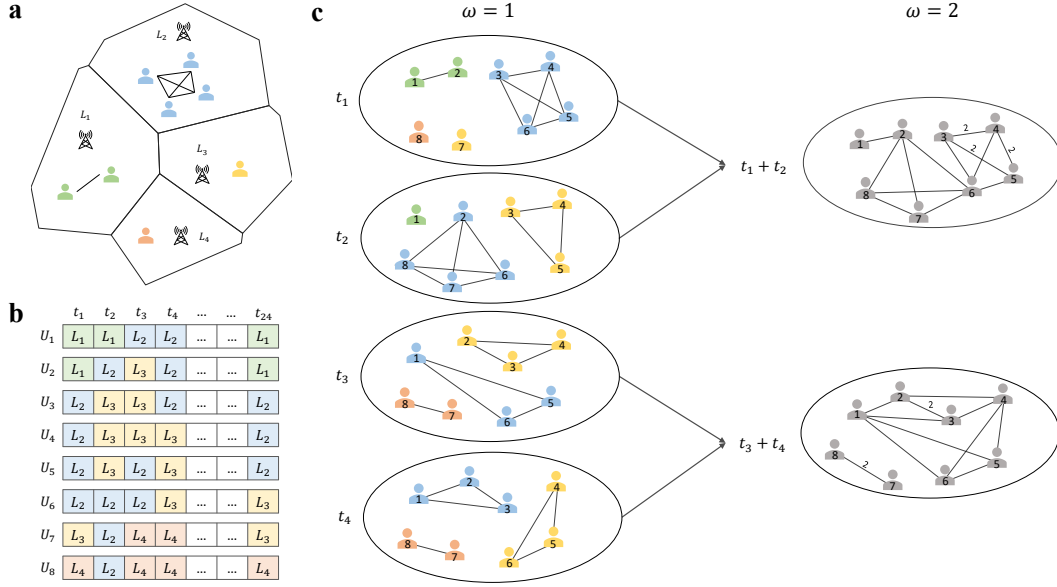 a
L₂
L₁
L₃
L₄
b
t₁ t₂ t₃ t₄ ... ... t₂₄
U₁ L₁ L₁ L₂ L₂ ... ... L₁
U₂ L₁ L₂ L₃ L₂ ... ... L₁
U₃ L₂ L₃ L₃ L₂ ... ... L₂
U₄ L₂ L₃ L₃ L₃ ... ... L₂
U₅ L₂ L₃ L₂ L₃ ... ... L₂
U₆ L₂ L₂ L₂ L₃ ... ... L₃
U₇ L₃ L₂ L₄ L₄ ... ... L₃
U₈ L₄ L₂ L₄ L₄ ... ... L₄
c
ω = 1
t₁
1 2 3 4
5
6
8 7
t₂
1 2 3 4
8 7 6 5
t₃
1 2 3 4
8 7 6 5
t₄
1 2 3 4
8 7 6 5
ω = 2
t₁ + t₂
1 2 3 2 4
2 2
8 7 6 5
t₃ + t₄
1 2 2 3 4
8 2 7 6 5